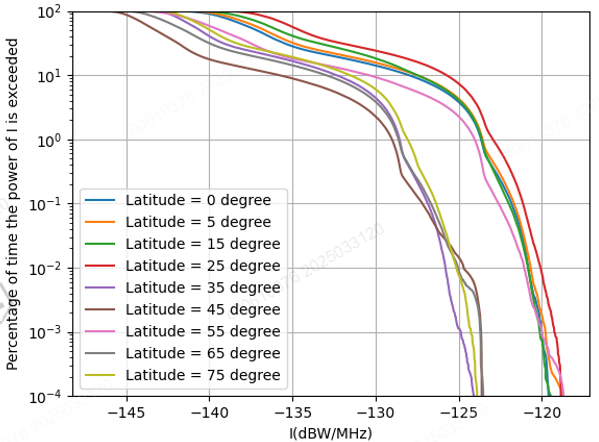 Percentage of time the power of I is exceeded
10²
10¹
10⁰
10⁻¹
10⁻²
10⁻³
10⁻⁴
Latitude = 0 degree
Latitude = 5 degree
Latitude = 15 degree
Latitude = 25 degree
Latitude = 35 degree
Latitude = 45 degree
Latitude = 55 degree
Latitude = 65 degree
Latitude = 75 degree
−145 −140 −135 −130 −125 −120
I(dBW/MHz)